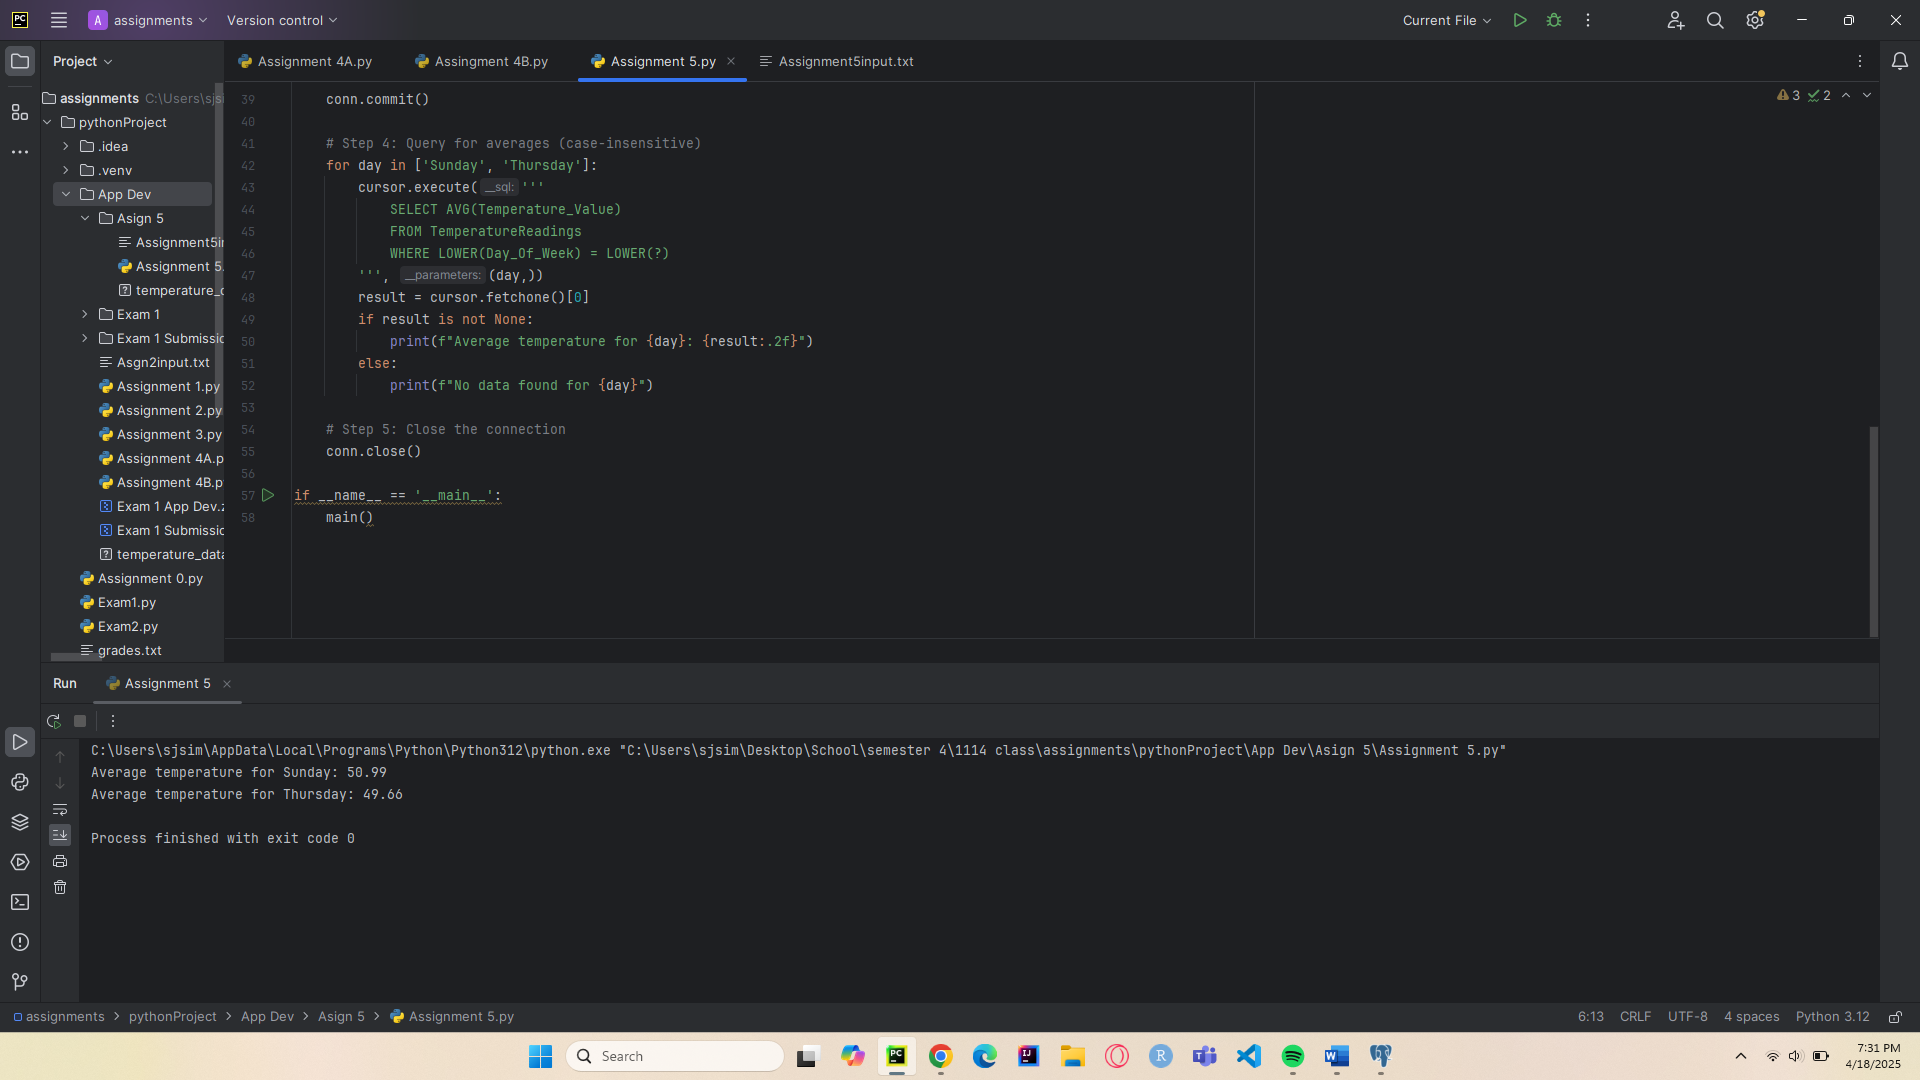 PC
A assignments
Version control
Current File
Project
Assignment 4A.py
Assingment 4B.py
Assignment 5.py
Assignment5input.txt
assignments C:\Users\sjsi
pythonProject
.idea
.venv
App Dev
Asign 5
Assignment5i
Assignment 5.
temperature_
Exam 1
Exam 1 Submissio
Asgn2input.txt
Assignment 1.py
Assignment 2.py
Assignment 3.py
Assignment 4A.p
Assingment 4B.p
Exam 1 App Dev.z
Exam 1 Submissio
temperature_data
Assignment 0.py
Exam1.py
Exam2.py
grades.txt
3 2
39 conn.commit()
40
41 # Step 4: Query for averages (case-insensitive)
42 for day in ['Sunday', 'Thursday']:
43 cursor.execute( __sql: '''
44 SELECT AVG(Temperature_Value)
45 FROM TemperatureReadings
46 WHERE LOWER(Day_Of_Week) = LOWER(?)
47 ''', __parameters: (day,))
48 result = cursor.fetchone()[0]
49 if result is not None:
50 print(f"Average temperature for {day}: {result:.2f}")
51 else:
52 print(f"No data found for {day}")
53
54 # Step 5: Close the connection
55 conn.close()
56
57 if __name__ == '__main__':
58 main()
Run
Assignment 5
C:\Users\sjsim\AppData\Local\Programs\Python\Python312\python.exe "C:\Users\sjsim\Desktop\School\semester 4\1114 class\assignments\pythonProject\App Dev\Asign 5\Assignment 5.py"
Average temperature for Sunday: 50.99
Average temperature for Thursday: 49.66
Process finished with exit code 0
assignments > pythonProject > App Dev > Asign 5 > Assignment 5.py
6:13 CRLF UTF-8 4 spaces Python 3.12
Search
7:31 PM
4/18/2025